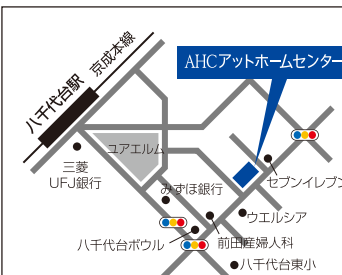 京成本線
八千代台駅
AHCアットホームセンター
三菱
UFJ銀行
ユアエルム
みずほ銀行
セブンイレブン
ウエルシア
八千代台ボウル
前田産婦人科
八千代台東小